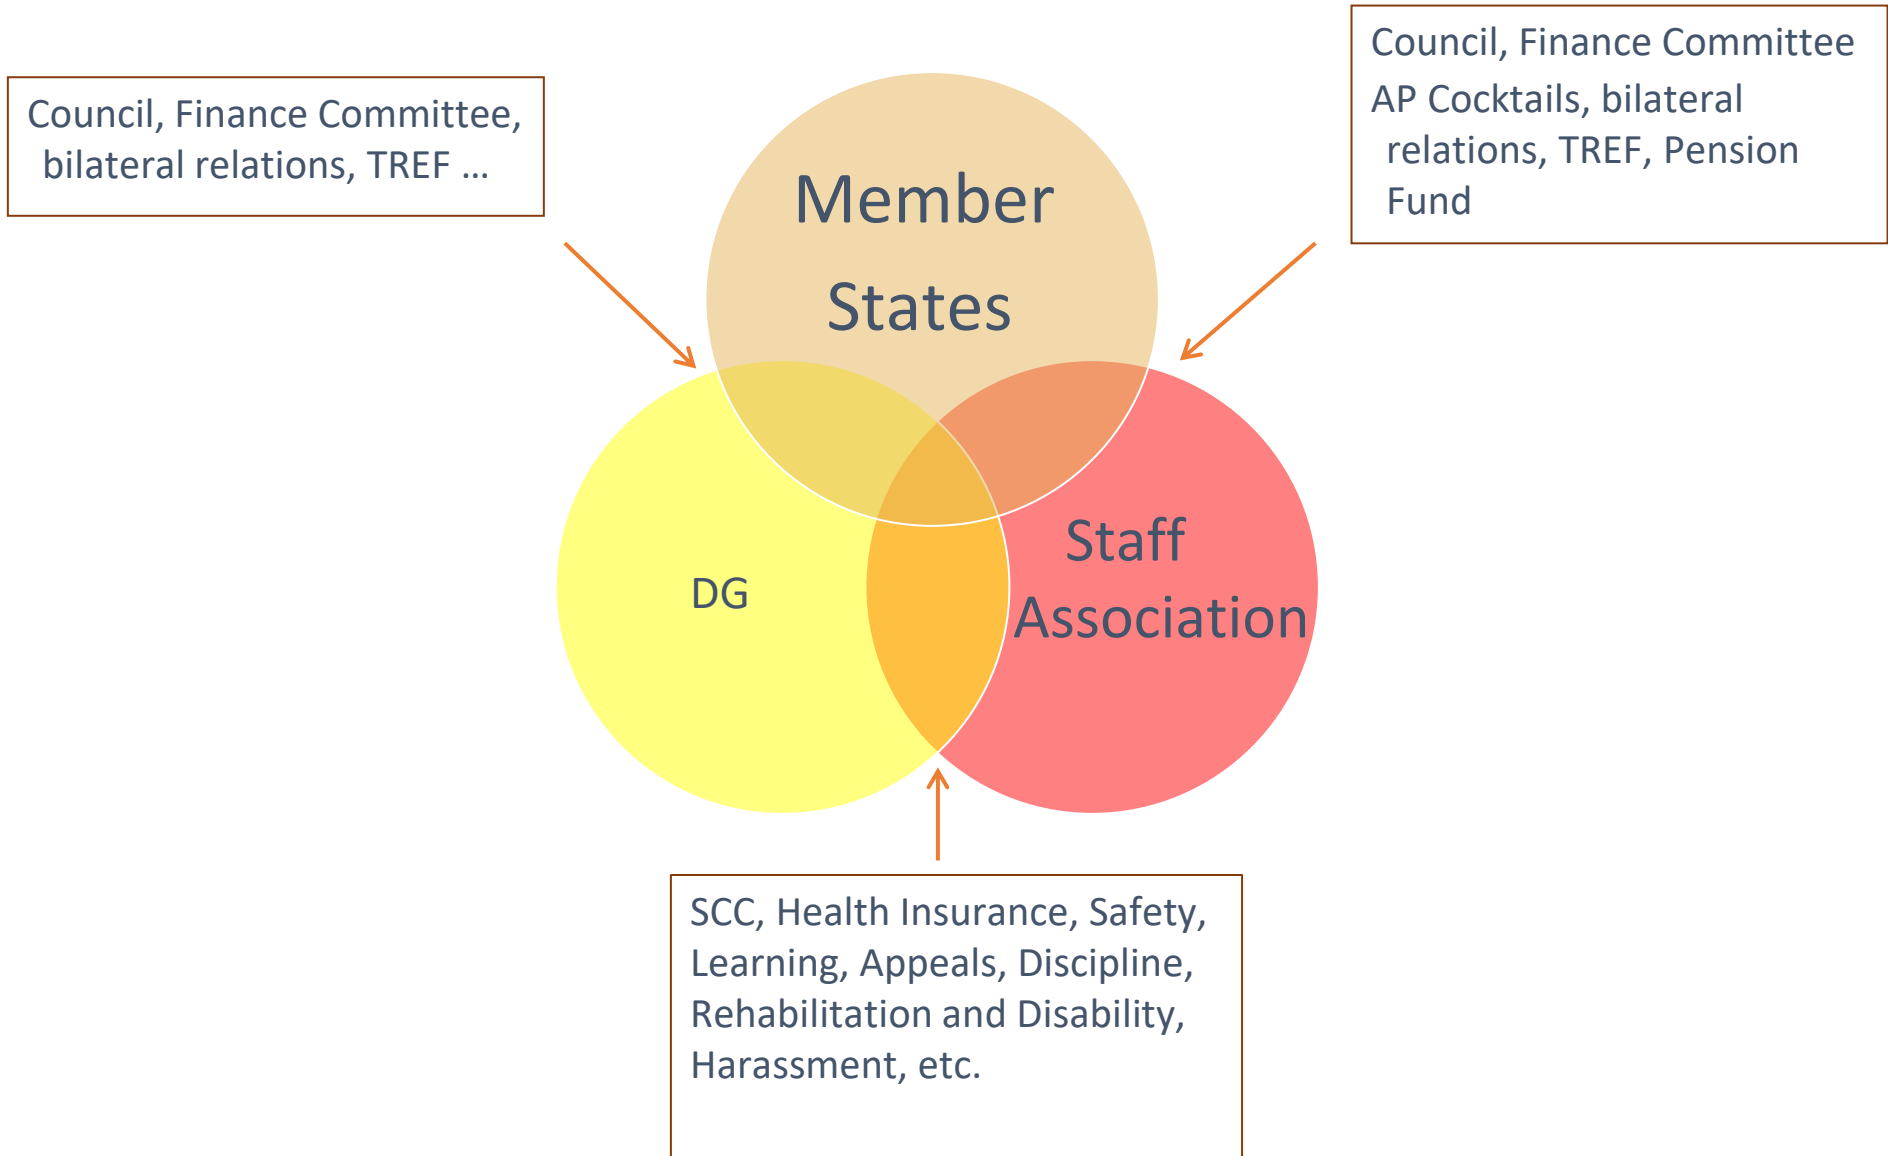 Council, Finance Committee,
bilateral relations, TREF ...
Council, Finance Committee
AP Cocktails, bilateral
relations, TREF, Pension
Fund
Member
States
DG
Staff
Association
SCC, Health Insurance, Safety,
Learning, Appeals, Discipline,
Rehabilitation and Disability,
Harassment, etc.